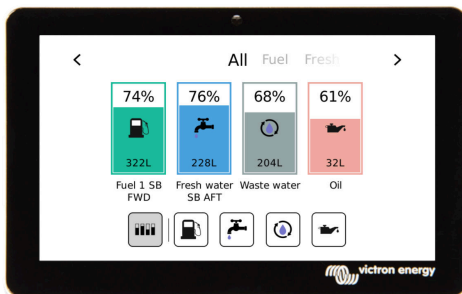 All Fuel Fresh
74% 76% 68% 61%
322L 228L 204L 32L
Fuel 1 SB Fresh water Waste water Oil
FWD SB AFT
victron energy